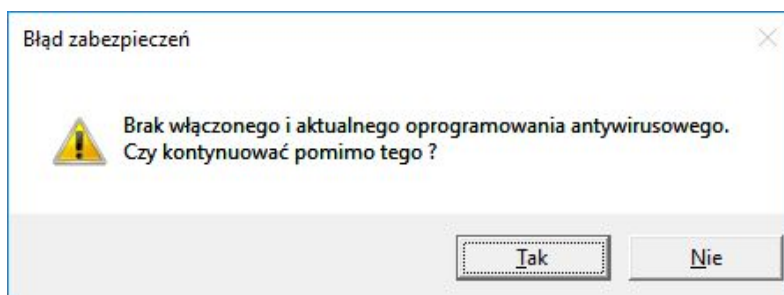 Błąd zabezpieczeń
Brak włączonego i aktualnego oprogramowania antywirusowego.
Czy kontynuować pomimo tego ?
Tak
Nie